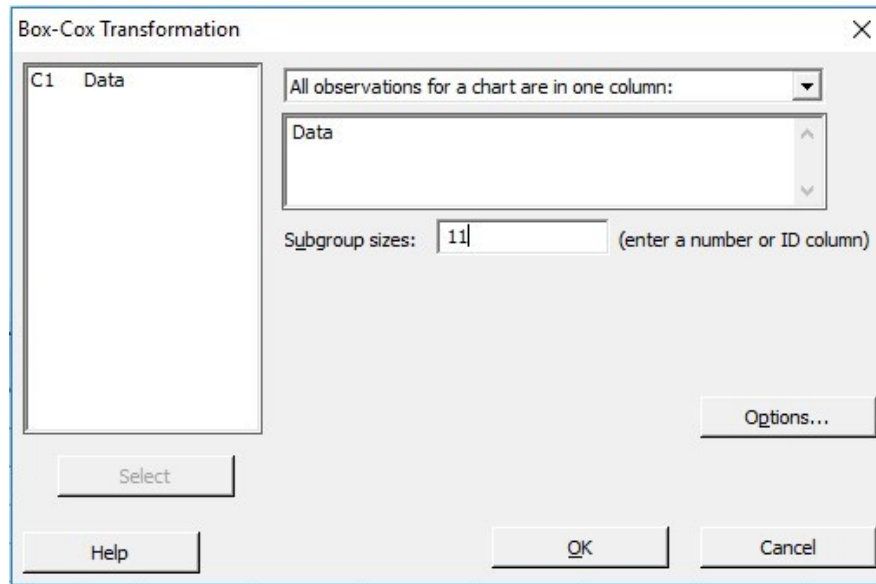 Box-Cox Transformation
C1 Data
All observations for a chart are in one column:
Data
Subgroup sizes: 11 (enter a number or ID column)
Options...
Select
Help
OK
Cancel